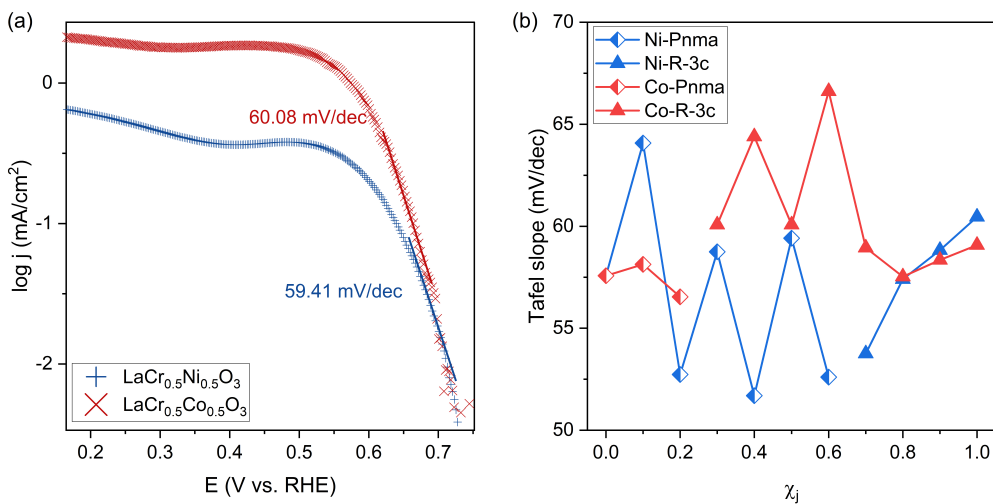 (a)
log j (mA/cm²)
0
-1
-2
60.08 mV/dec
59.41 mV/dec
LaCr₀.₅Ni₀.₅O₃
LaCr₀.₅Co₀.₅O₃
0.2 0.3 0.4 0.5 0.6 0.7
E (V vs. RHE)
(b)
Tafel slope (mV/dec)
70
65
60
55
50
Ni-Pnma
Ni-R-3c
Co-Pnma
Co-R-3c
0.0 0.2 0.4 0.6 0.8 1.0
χⱼ